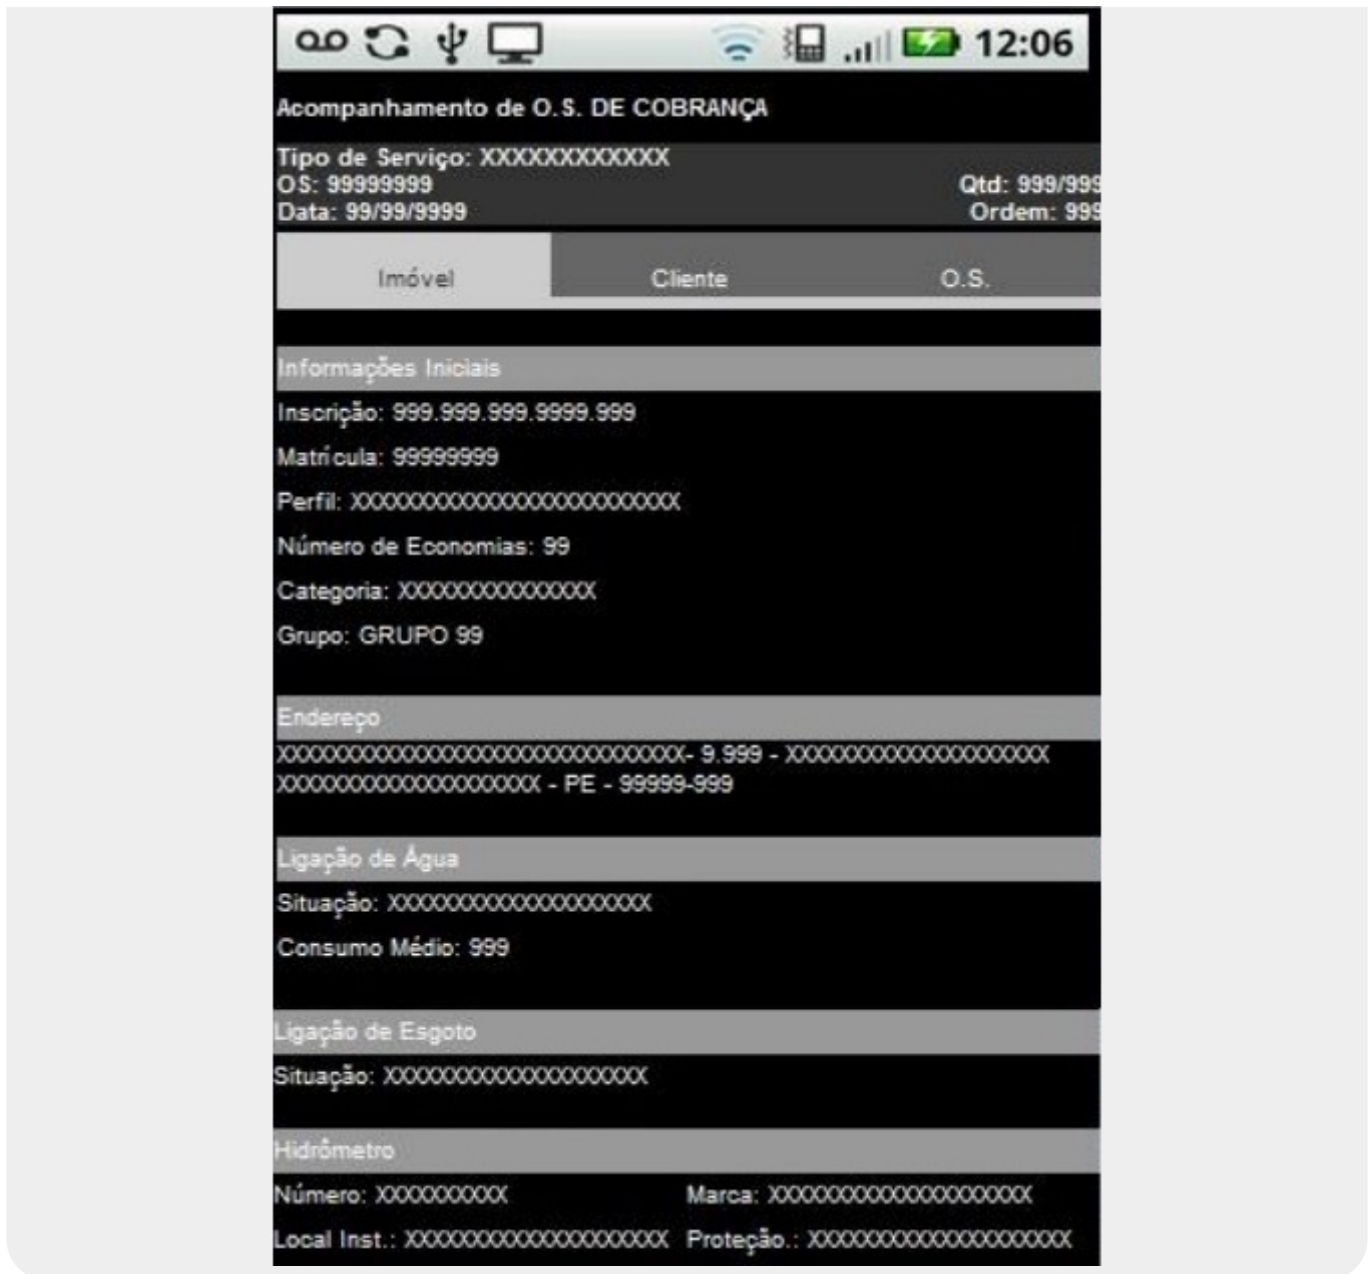 12:06
Acompanhamento de O.S. DE COBRANÇA
Tipo de Serviço: XXXXXXXXXXXX
OS: 99999999 Qtd: 999/999
Data: 99/99/9999 Ordem: 999
Imóvel Cliente O.S.
Informações Iniciais
Inscrição: 999.999.999.9999.999
Matrícula: 99999999
Perfil: XXXXXXXXXXXXXXXXXXXXXXXXX
Número de Economias: 99
Categoria: XXXXXXXXXXXXXXX
Grupo: GRUPO 99
Endereço
XXXXXXXXXXXXXXXXXXXXXXXXXXXXXXX- 9.999 - XXXXXXXXXXXXXXXXXXXX
XXXXXXXXXXXXXXXXXXXX - PE - 99999-999
Ligação de Água
Situação: XXXXXXXXXXXXXXXXXXXX
Consumo Médio: 999
Ligação de Esgoto
Situação: XXXXXXXXXXXXXXXXXXXX
Hidrômetro
Número: XXXXXXXXXX Marca: XXXXXXXXXXXXXXXXXXXX
Local Inst.: XXXXXXXXXXXXXXXXXXXX Proteção.: XXXXXXXXXXXXXXXXXXXX